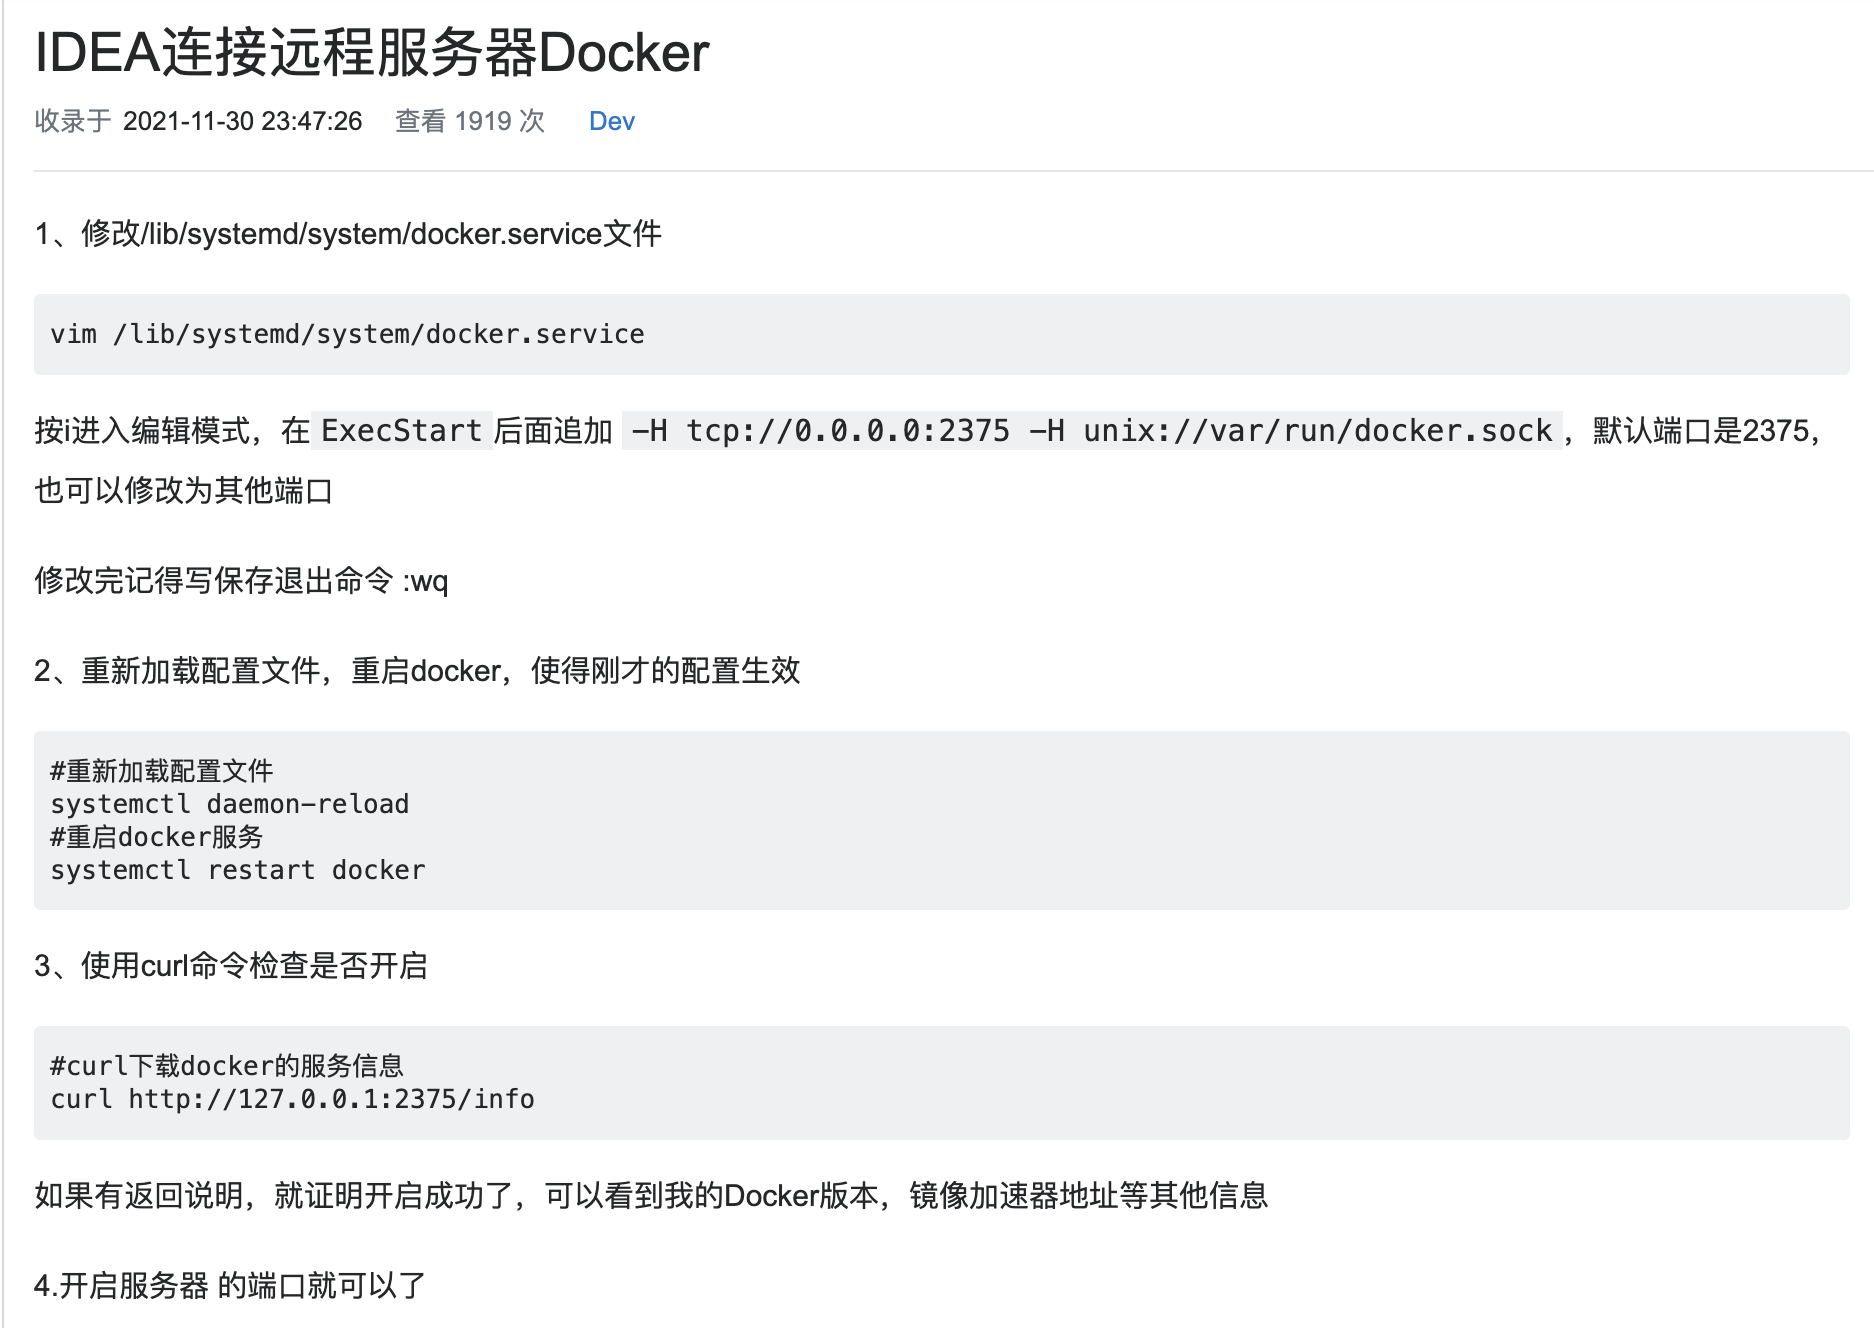 IDEA连接远程服务器Docker
收录于 2021-11-30 23:47:26 查看 1919 次 Dev
1、修改/lib/systemd/system/docker.service文件
vim /lib/systemd/system/docker.service
按i进入编辑模式，在 ExecStart 后面追加 -H tcp://0.0.0.0:2375 -H unix://var/run/docker.sock ，默认端口是2375，
也可以修改为其他端口
修改完记得写保存退出命令 :wq
2、重新加载配置文件，重启docker，使得刚才的配置生效
#重新加载配置文件
systemctl daemon-reload
#重启docker服务
systemctl restart docker
3、使用curl命令检查是否开启
#curl下载docker的服务信息
curl http://127.0.0.1:2375/info
如果有返回说明，就证明开启成功了，可以看到我的Docker版本，镜像加速器地址等其他信息
4.开启服务器 的端口就可以了